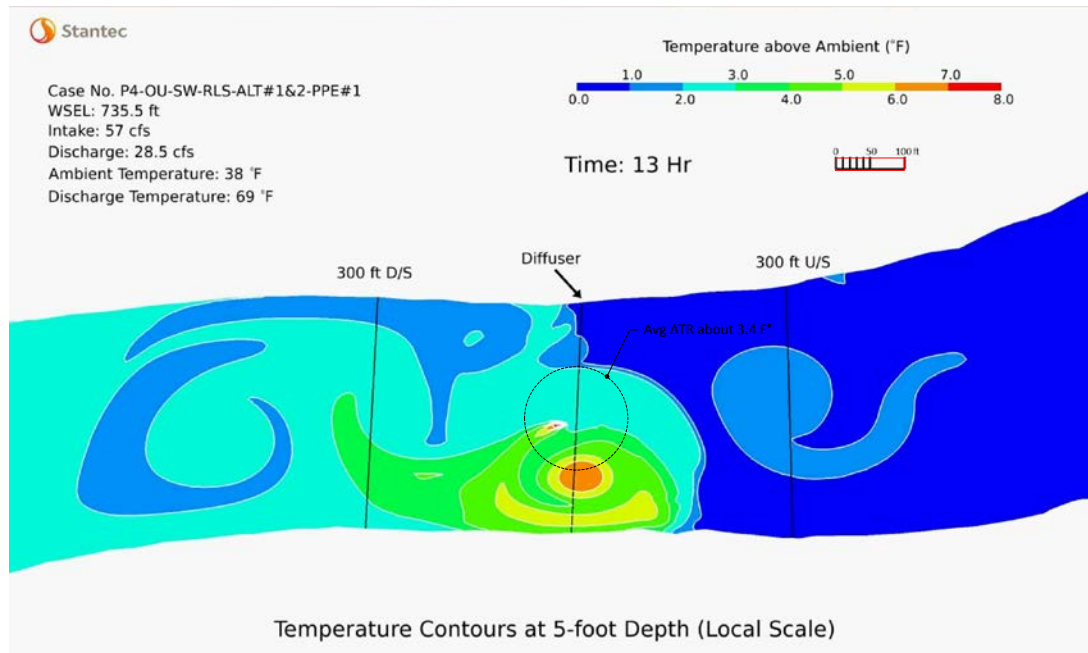 Stantec
Case No. P4-OU-SW-RLS-ALT#1&2-PPE#1
WSEL: 735.5 ft
Intake: 57 cfs
Discharge: 28.5 cfs
Ambient Temperature: 38 °F
Discharge Temperature: 69 °F
Temperature above Ambient (°F)
1.0 3.0 5.0 7.0
0.0 2.0 4.0 6.0 8.0
Time: 13 Hr
0 50 100 ft
300 ft D/S
Diffuser
300 ft U/S
Avg ΔTR about 3.4 F°
Temperature Contours at 5-foot Depth (Local Scale)